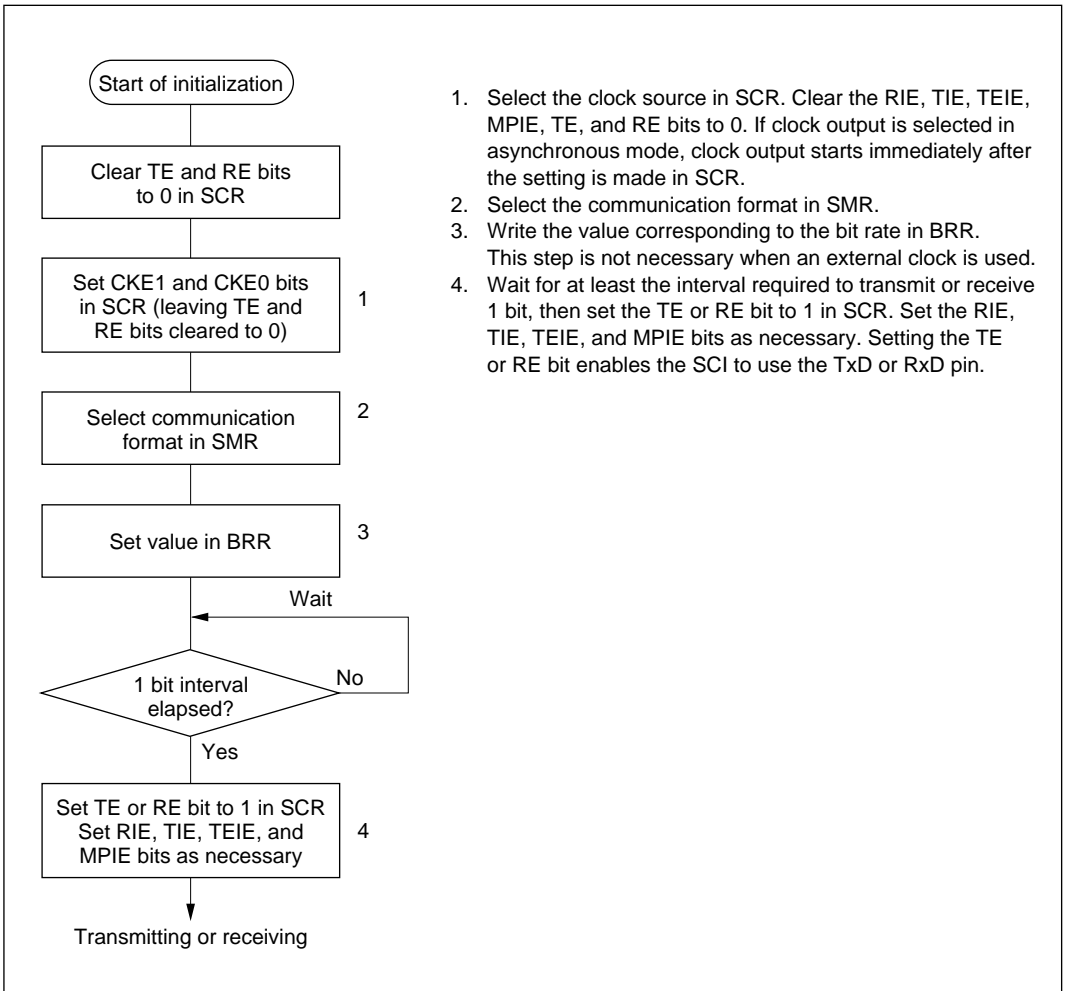 Start of initialization
Clear TE and RE bits
to 0 in SCR
Set CKE1 and CKE0 bits
in SCR (leaving TE and
RE bits cleared to 0)
1
Select communication
format in SMR
2
Set value in BRR
3
Wait
1 bit interval
elapsed?
No
Yes
Set TE or RE bit to 1 in SCR
Set RIE, TIE, TEIE, and
MPIE bits as necessary
4
Transmitting or receiving
1. Select the clock source in SCR. Clear the RIE, TIE, TEIE,
MPIE, TE, and RE bits to 0. If clock output is selected in
asynchronous mode, clock output starts immediately after
the setting is made in SCR.
2. Select the communication format in SMR.
3. Write the value corresponding to the bit rate in BRR.
This step is not necessary when an external clock is used.
4. Wait for at least the interval required to transmit or receive
1 bit, then set the TE or RE bit to 1 in SCR. Set the RIE,
TIE, TEIE, and MPIE bits as necessary. Setting the TE
or RE bit enables the SCI to use the TxD or RxD pin.